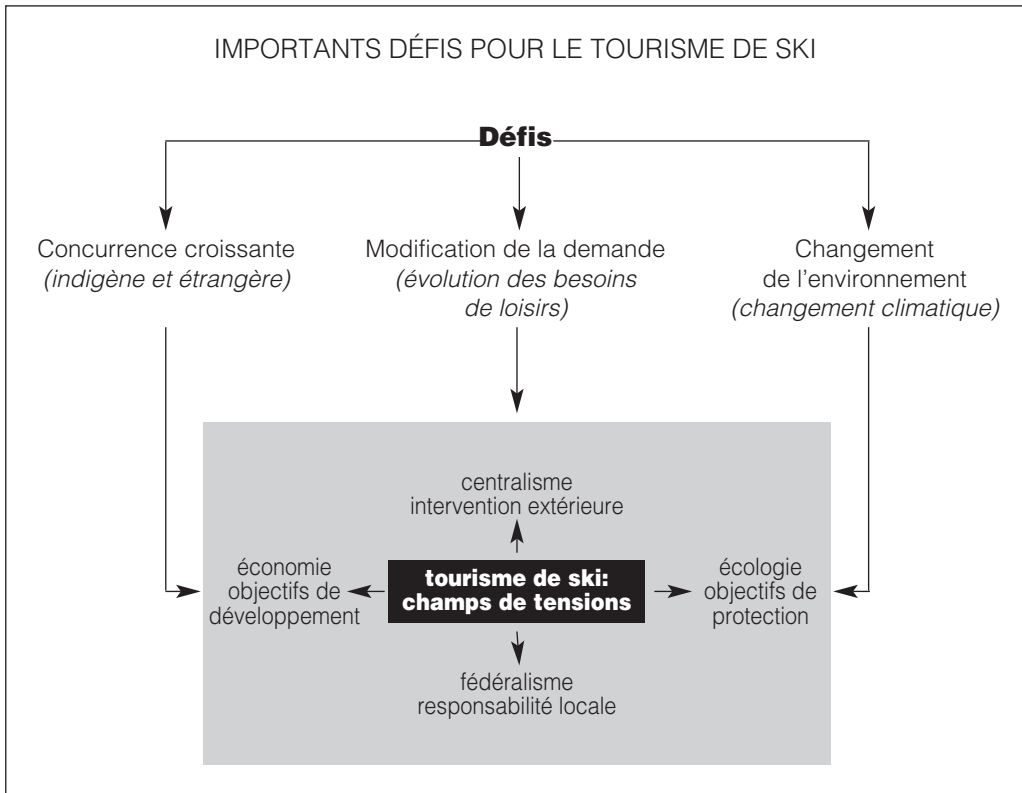 IMPORTANTS DÉFIS POUR LE TOURISME DE SKI
Défis
Concurrence croissante
(indigène et étrangère)
Modification de la demande
(évolution des besoins
de loisirs)
Changement
de l'environnement
(changement climatique)
centralisme
intervention extérieure
économie
objectifs de
développement
tourisme de ski:
champs de tensions
écologie
objectifs de
protection
fédéralisme
responsabilité locale